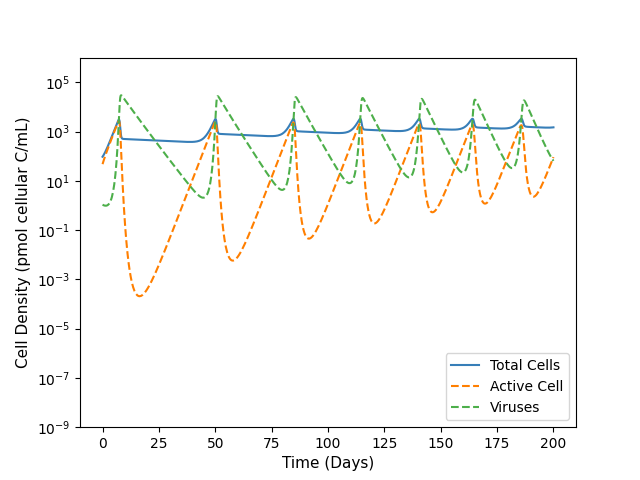 10^5
10^3
10^1
10^-1
10^-3
10^-5
10^-7
10^-9
Cell Density (pmol cellular C/mL)
Total Cells
Active Cell
Viruses
0 25 50 75 100 125 150 175 200
Time (Days)